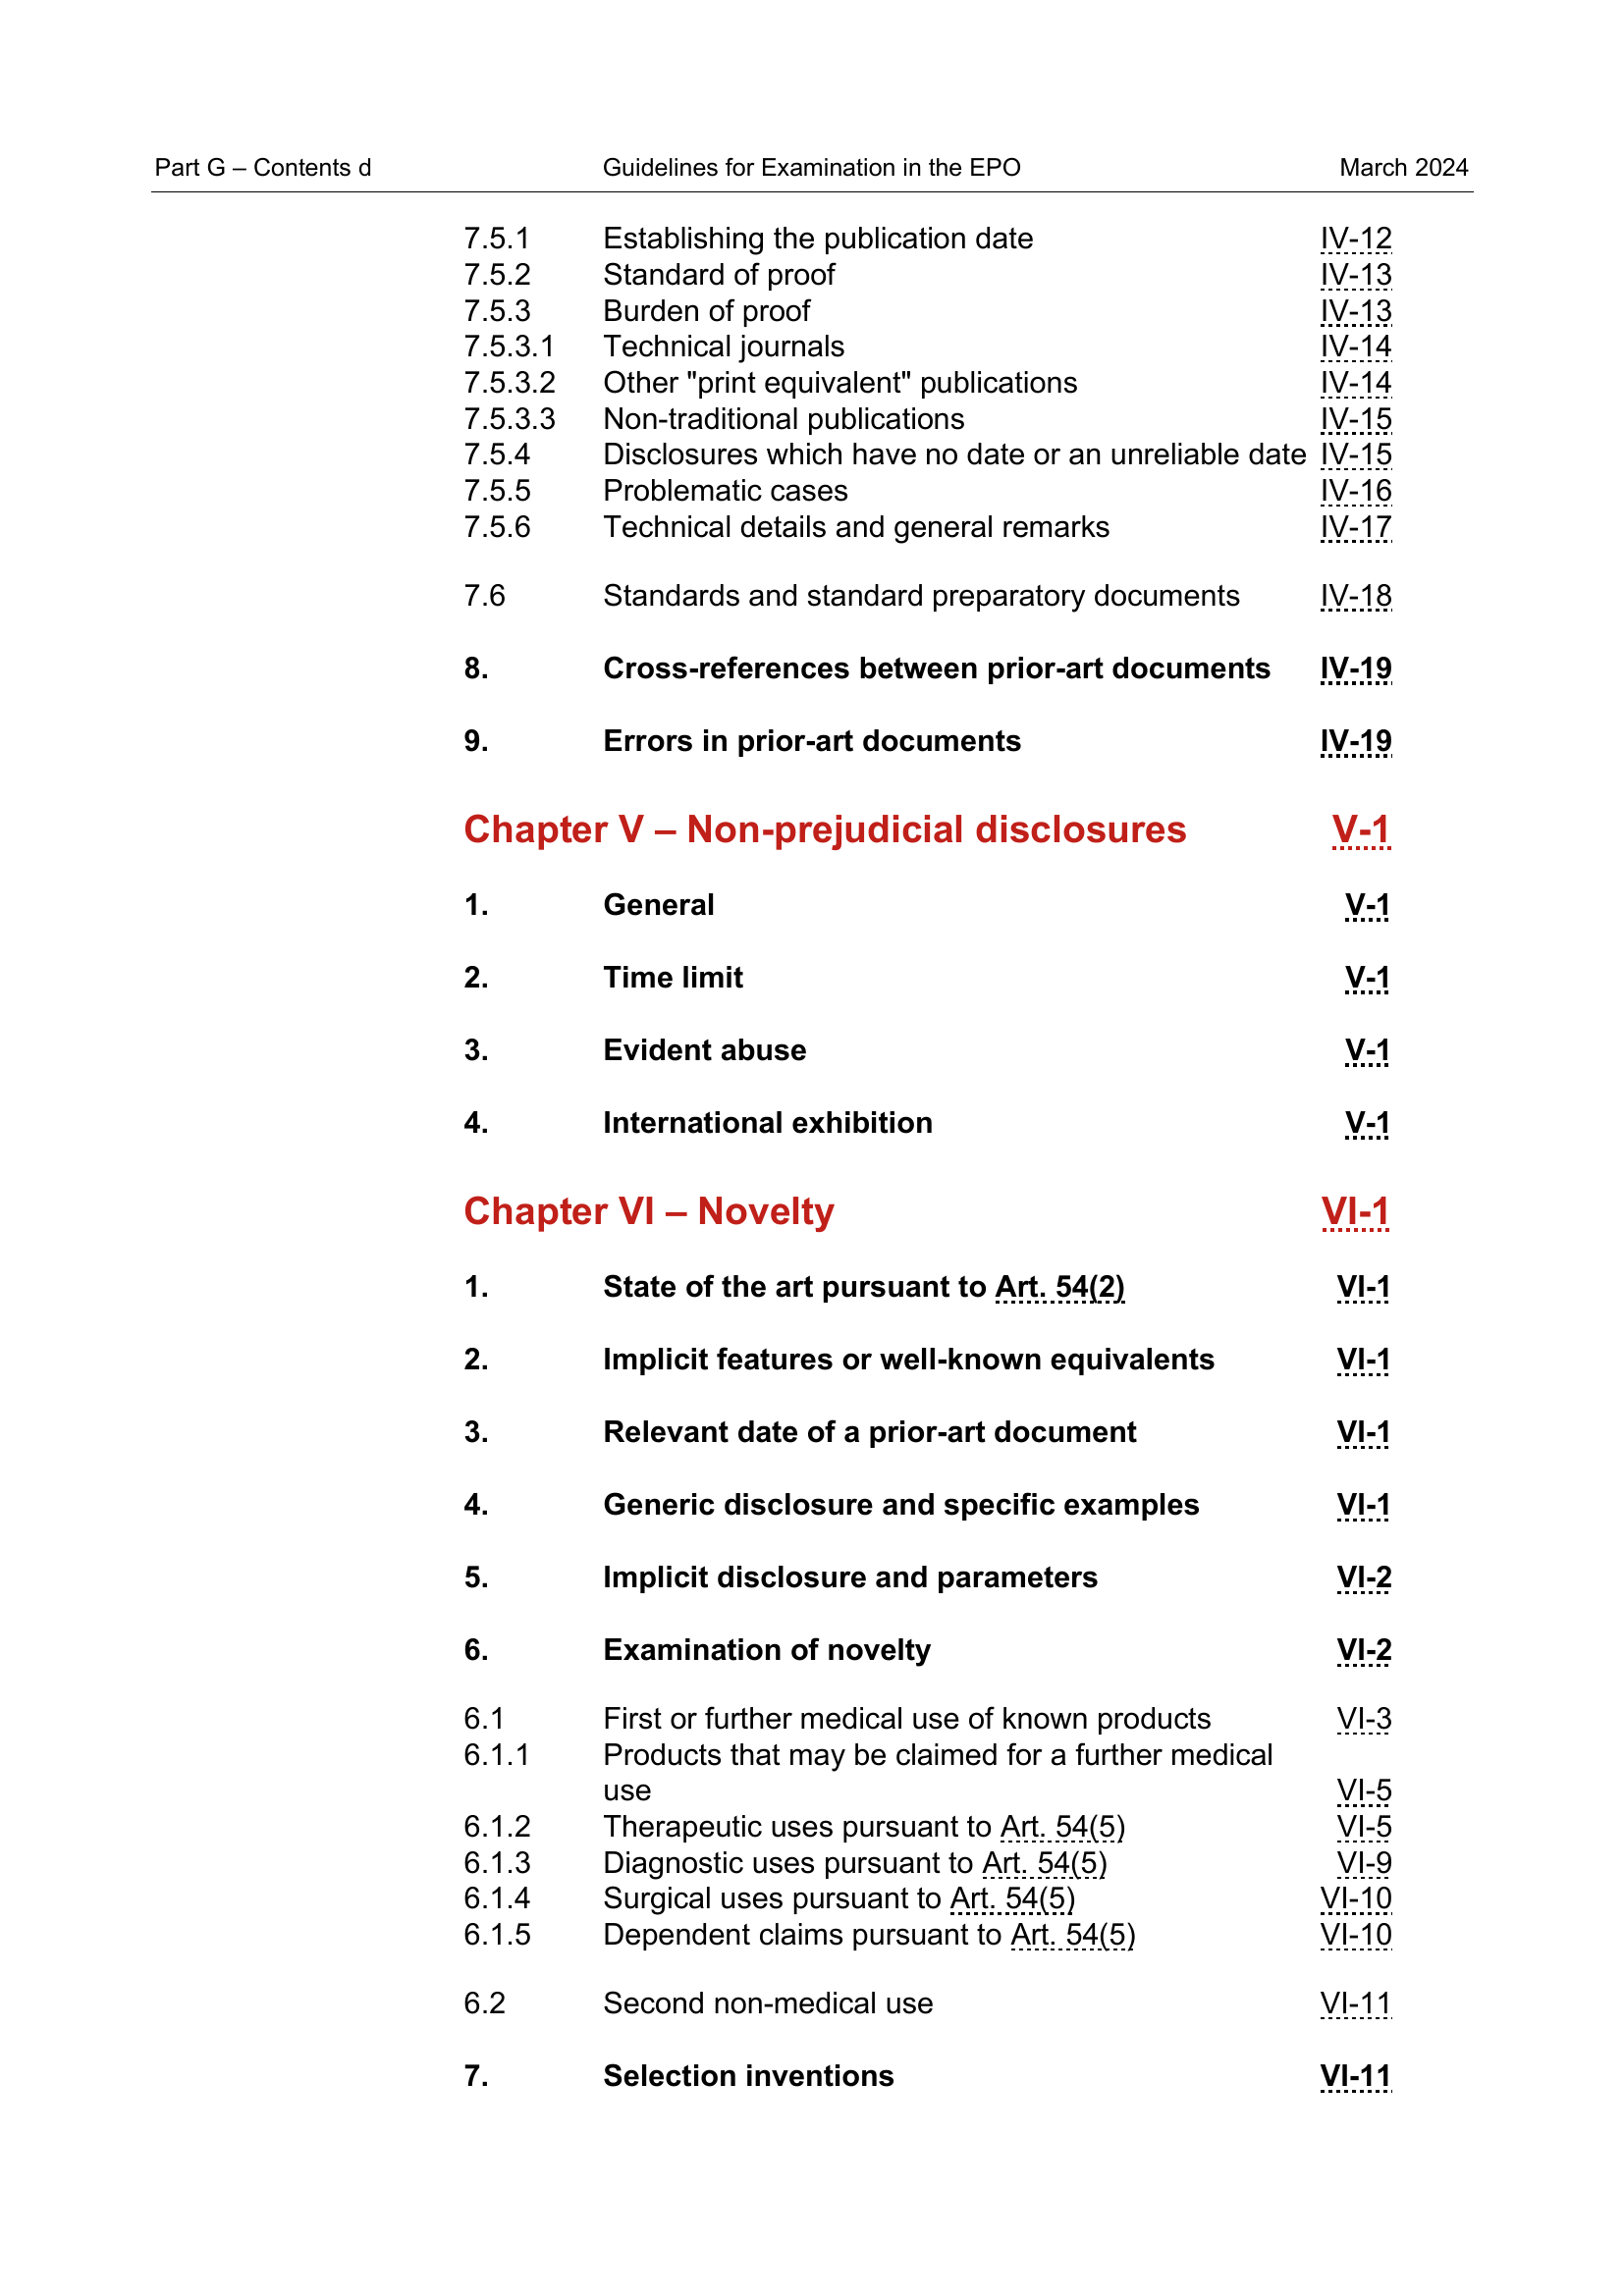 Part G – Contents d Guidelines for Examination in the EPO March 2024
7.5.1 Establishing the publication date IV-12
7.5.2 Standard of proof IV-13
7.5.3 Burden of proof IV-13
7.5.3.1 Technical journals IV-14
7.5.3.2 Other "print equivalent" publications IV-14
7.5.3.3 Non-traditional publications IV-15
7.5.4 Disclosures which have no date or an unreliable date IV-15
7.5.5 Problematic cases IV-16
7.5.6 Technical details and general remarks IV-17
7.6 Standards and standard preparatory documents IV-18
8. Cross-references between prior-art documents IV-19
9. Errors in prior-art documents IV-19
Chapter V – Non-prejudicial disclosures V-1
1. General V-1
2. Time limit V-1
3. Evident abuse V-1
4. International exhibition V-1
Chapter VI – Novelty VI-1
1. State of the art pursuant to Art. 54(2) VI-1
2. Implicit features or well-known equivalents VI-1
3. Relevant date of a prior-art document VI-1
4. Generic disclosure and specific examples VI-1
5. Implicit disclosure and parameters VI-2
6. Examination of novelty VI-2
6.1 First or further medical use of known products VI-3
6.1.1 Products that may be claimed for a further medical
use VI-5
6.1.2 Therapeutic uses pursuant to Art. 54(5) VI-5
6.1.3 Diagnostic uses pursuant to Art. 54(5) VI-9
6.1.4 Surgical uses pursuant to Art. 54(5) VI-10
6.1.5 Dependent claims pursuant to Art. 54(5) VI-10
6.2 Second non-medical use VI-11
7. Selection inventions VI-11